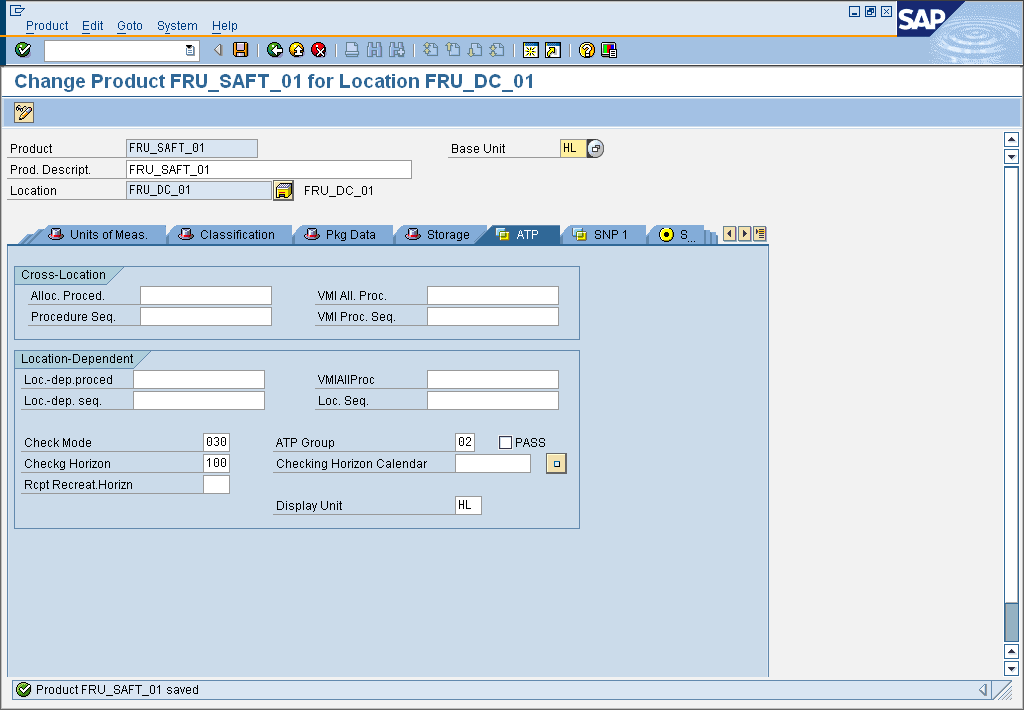 Product Edit Goto System Help
SAP
Change Product FRU_SAFT_01 for Location FRU_DC_01
Product FRU_SAFT_01 Base Unit HL
Prod. Descript. FRU_SAFT_01
Location FRU_DC_01 FRU_DC_01
Units of Meas. Classification Pkg Data Storage ATP SNP 1 S...
Cross-Location
Alloc. Proced. VMI All. Proc.
Procedure Seq. VMI Proc. Seq.
Location-Dependent
Loc.-dep.proced VMIAllProc
Loc.-dep. seq. Loc. Seq.
Check Mode 030 ATP Group 02 PASS
Checkg Horizon 100 Checking Horizon Calendar
Rcpt Recreat.Horizn
Display Unit HL
Product FRU_SAFT_01 saved